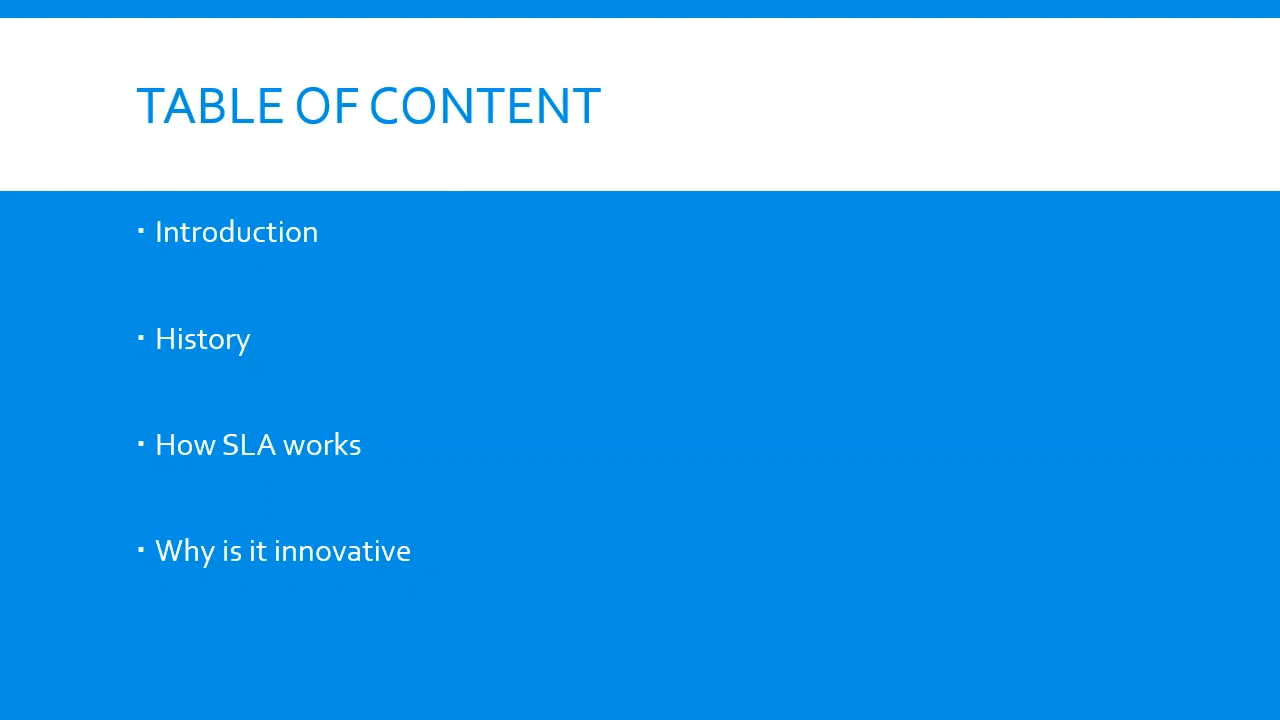 TABLE OF CONTENT
▪ Introduction
▪ History
▪ How SLA works
▪ Why is it innovative